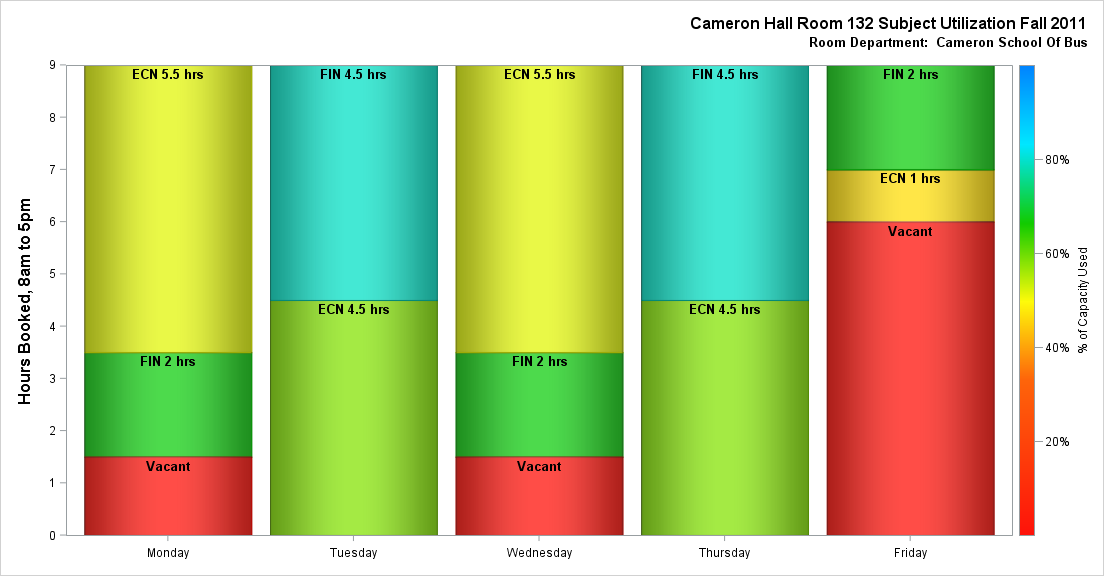 Cameron Hall Room 132 Subject Utilization Fall 2011
Room Department:  Cameron School Of Bus
Hours Booked, 8am to 5pm
9
8
7
6
5
4
3
2
1
0
ECN 5.5 hrs
FIN 2 hrs
Vacant
FIN 4.5 hrs
ECN 4.5 hrs
ECN 5.5 hrs
FIN 2 hrs
Vacant
FIN 4.5 hrs
ECN 4.5 hrs
FIN 2 hrs
ECN 1 hrs
Vacant
Monday
Tuesday
Wednesday
Thursday
Friday
80%
60%
40%
20%
% of Capacity Used